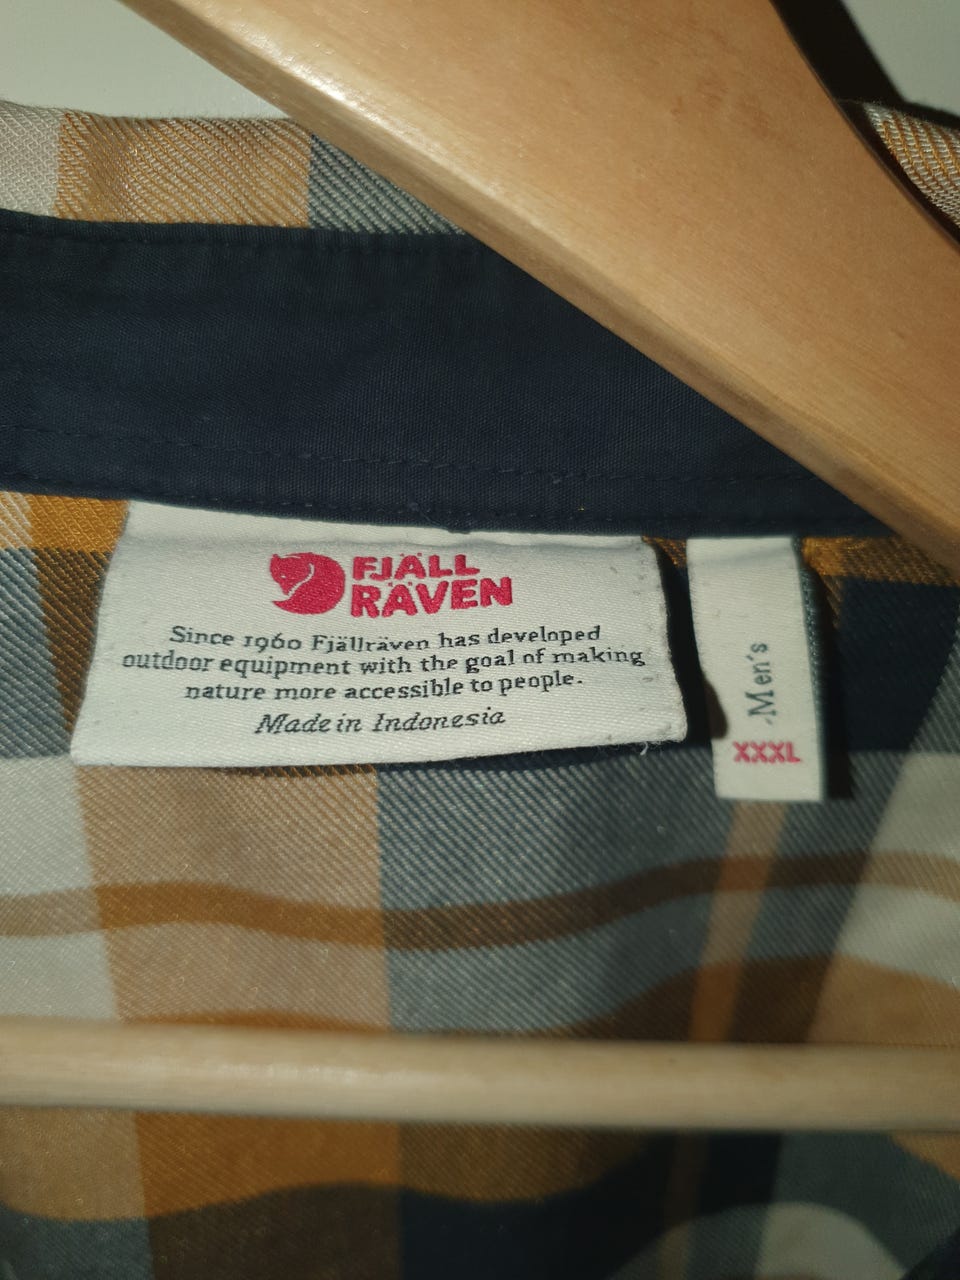 FJÄLL
RÄVEN
Since 1960 Fjällräven has developed
outdoor equipment with the goal of making
nature more accessible to people.
Made in Indonesia
Men's
XXXL